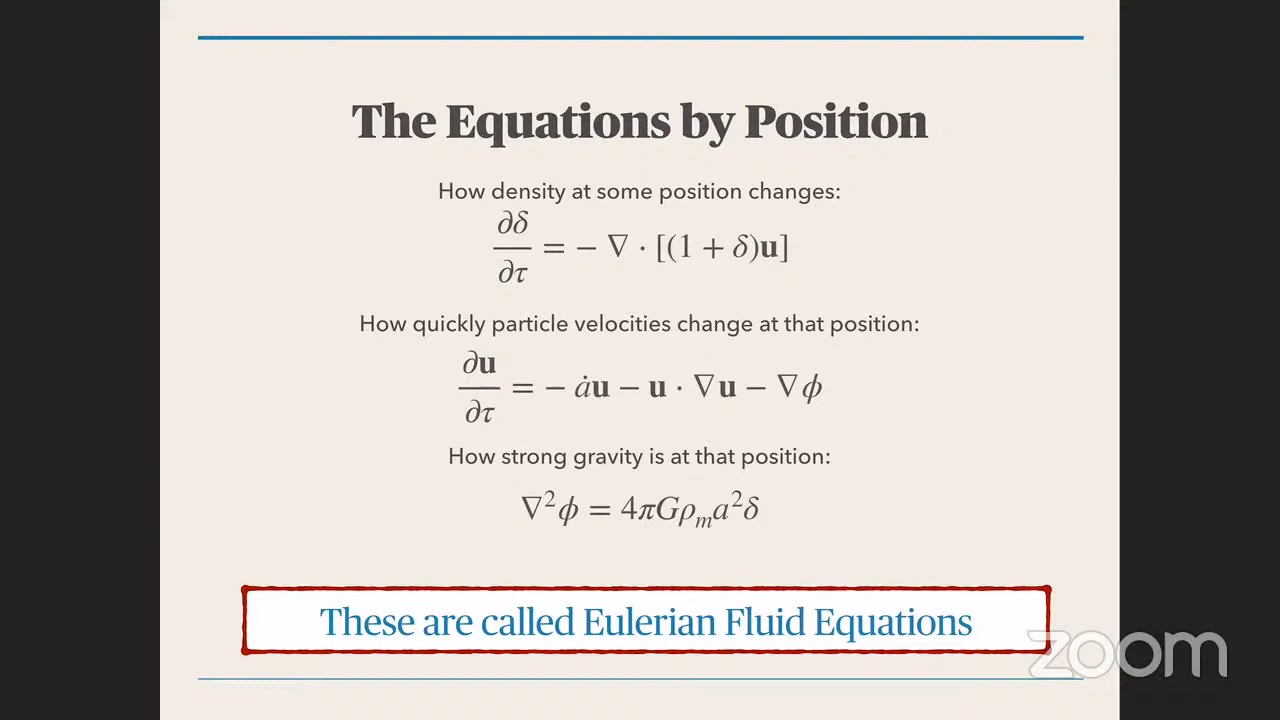 The Equations by Position
How density at some position changes:
∂δ/∂τ = − ∇ · [(1 + δ)𝐮]
How quickly particle velocities change at that position:
∂𝐮/∂τ = − ȧ𝐮 − 𝐮 · ∇𝐮 − ∇ϕ
How strong gravity is at that position:
∇²ϕ = 4πGρₘa²δ
These are called Eulerian Fluid Equations
zoom